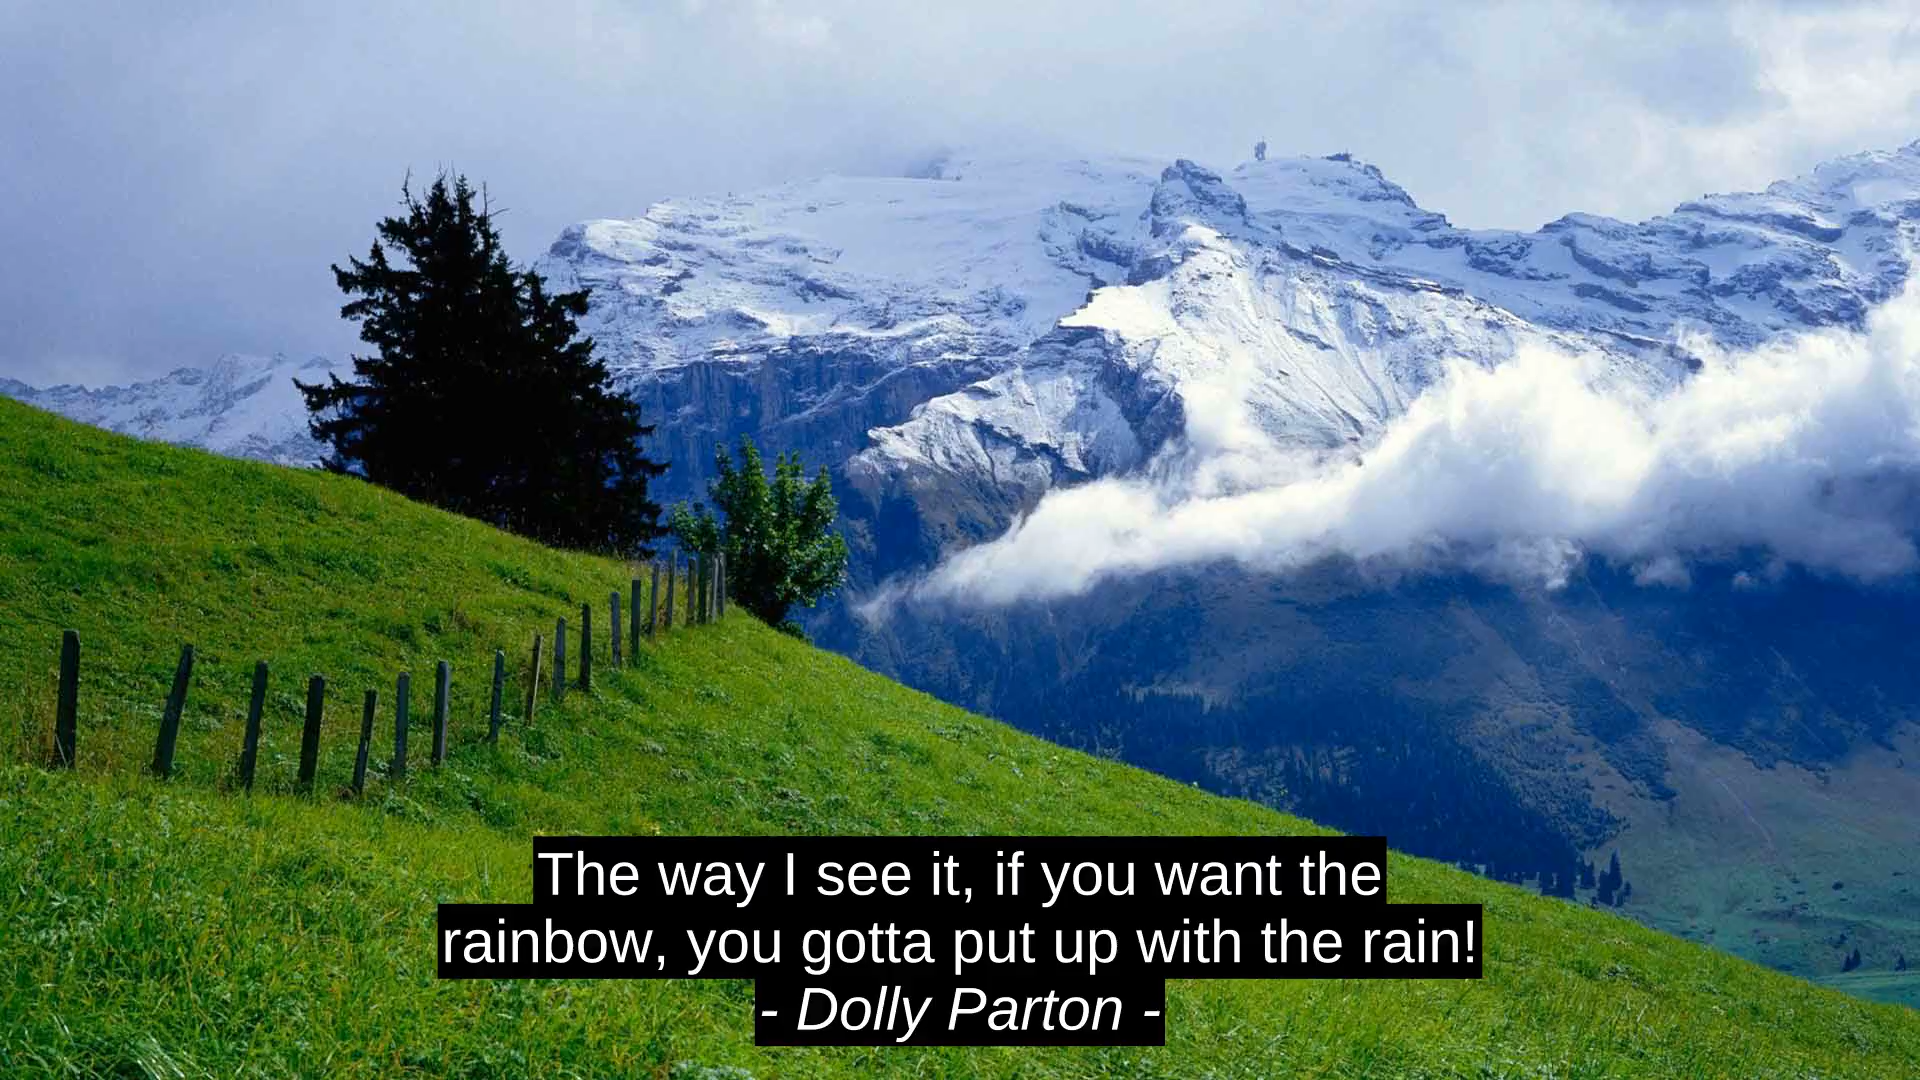 The way I see it, if you want the
rainbow, you gotta put up with the rain!
- Dolly Parton -